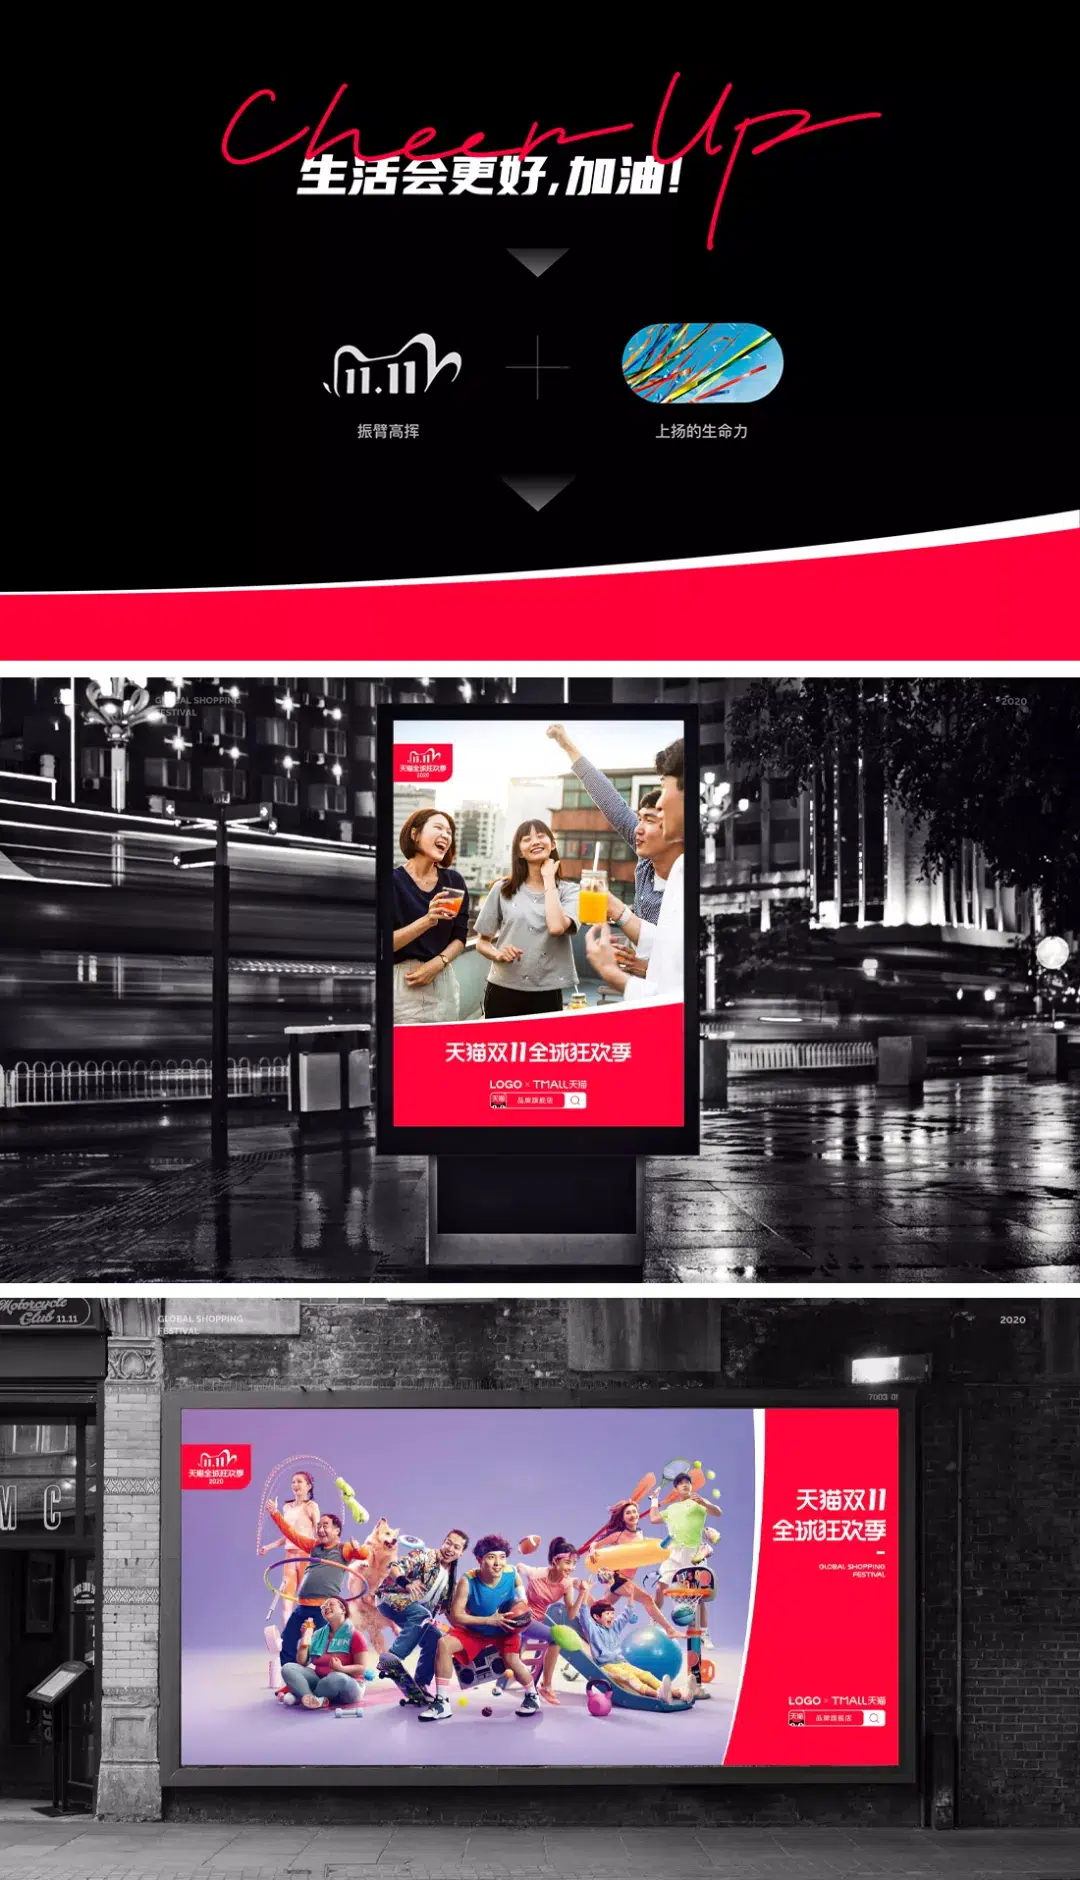 Cheer Up
生活会更好,加油!
11.11
振臂高挥
上扬的生命力
GLOBAL SHOPPING
FESTIVAL
2020
11.11
天猫全球狂欢季
2020
天猫双11全球狂欢季
LOGO × TMALL天猫
天猫 品牌旗舰店
Motorcycle
Club 11.11
GLOBAL SHOPPING
FESTIVAL
2020
7003 01
MC
11.11
天猫全球狂欢季
2020
TEN
天猫双11
全球狂欢季
GLOBAL SHOPPING
FESTIVAL
LOGO × TMALL天猫
天猫 品牌旗舰店